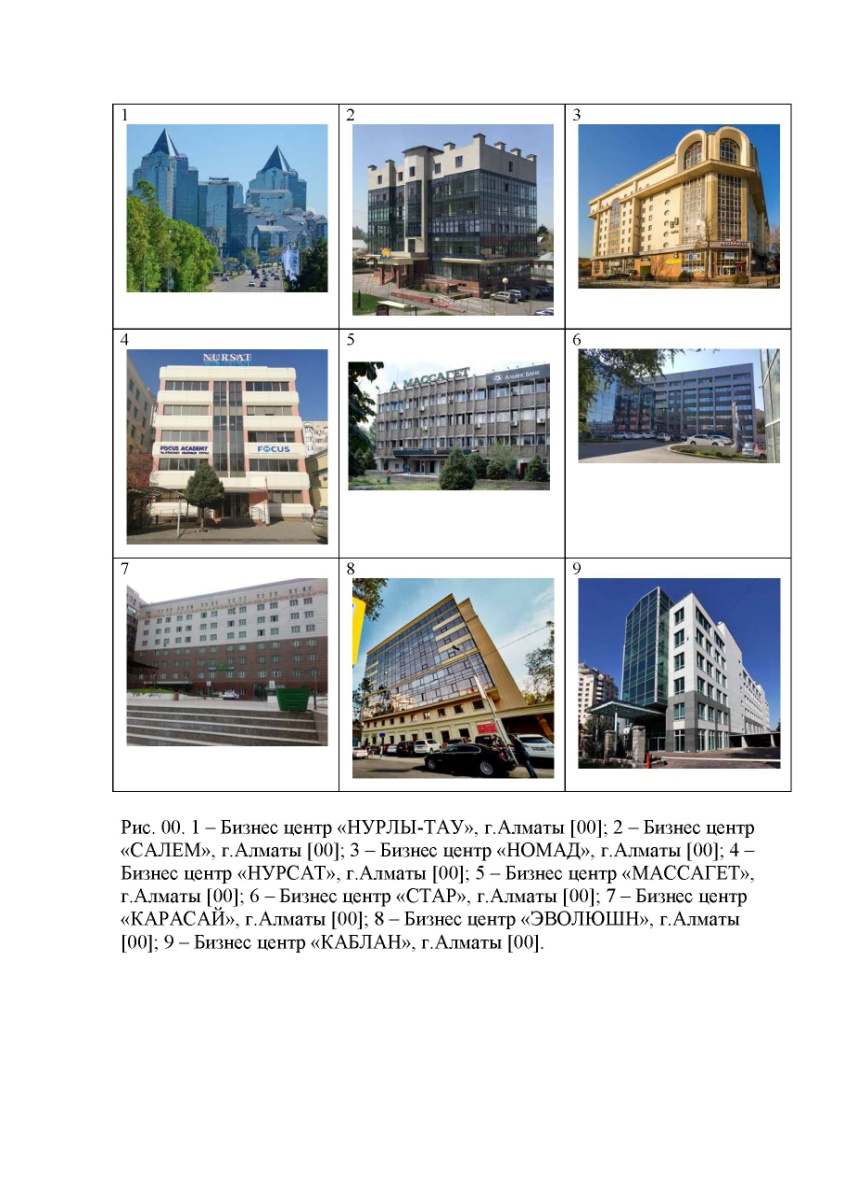 1
2
3
4
NURSAT
FOCUS ACADEMY
FOCUS
5
МАССАГЕТ
АЛЬЯНС БАНК
6
7
8
9
Рис. 00. 1 – Бизнес центр «НУРЛЫ-ТАУ», г.Алматы [00]; 2 – Бизнес центр
«САЛЕМ», г.Алматы [00]; 3 – Бизнес центр «НОМАД», г.Алматы [00]; 4 –
Бизнес центр «НУРСАТ», г.Алматы [00]; 5 – Бизнес центр «МАССАГЕТ»,
г.Алматы [00]; 6 – Бизнес центр «СТАР», г.Алматы [00]; 7 – Бизнес центр
«КАРАСАЙ», г.Алматы [00]; 8 – Бизнес центр «ЭВОЛЮШН», г.Алматы
[00]; 9 – Бизнес центр «КАБЛАН», г.Алматы [00].